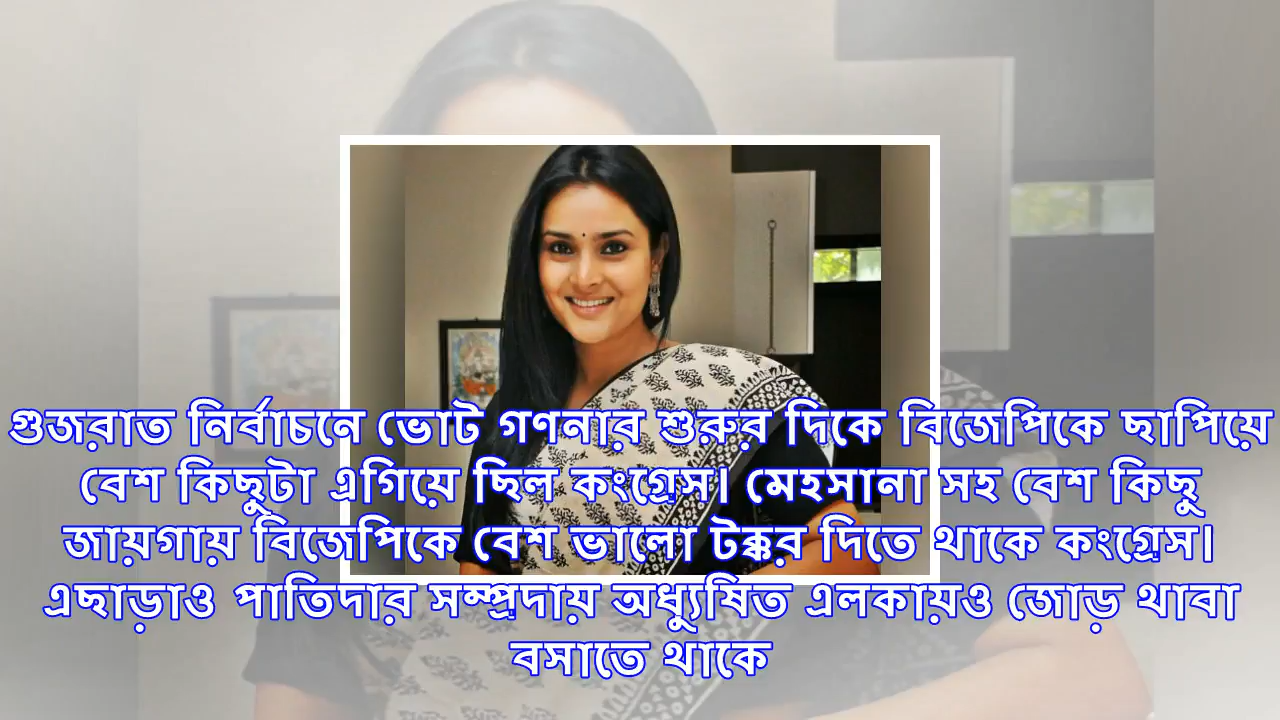 গুজরাত নির্বাচনে ভোট গণনার শুরুর দিকে বিজেপিকে ছাপিয়ে
বেশ কিছুটা এগিয়ে ছিল কংগ্রেস। মেহসানা সহ বেশ কিছু
জায়গায় বিজেপিকে বেশ ভালো টক্কর দিতে থাকে কংগ্রেস।
এছাড়াও পাতিদার সম্প্রদায় অধ্যুষিত এলকায়ও জোড় থাবা
বসাতে থাকে